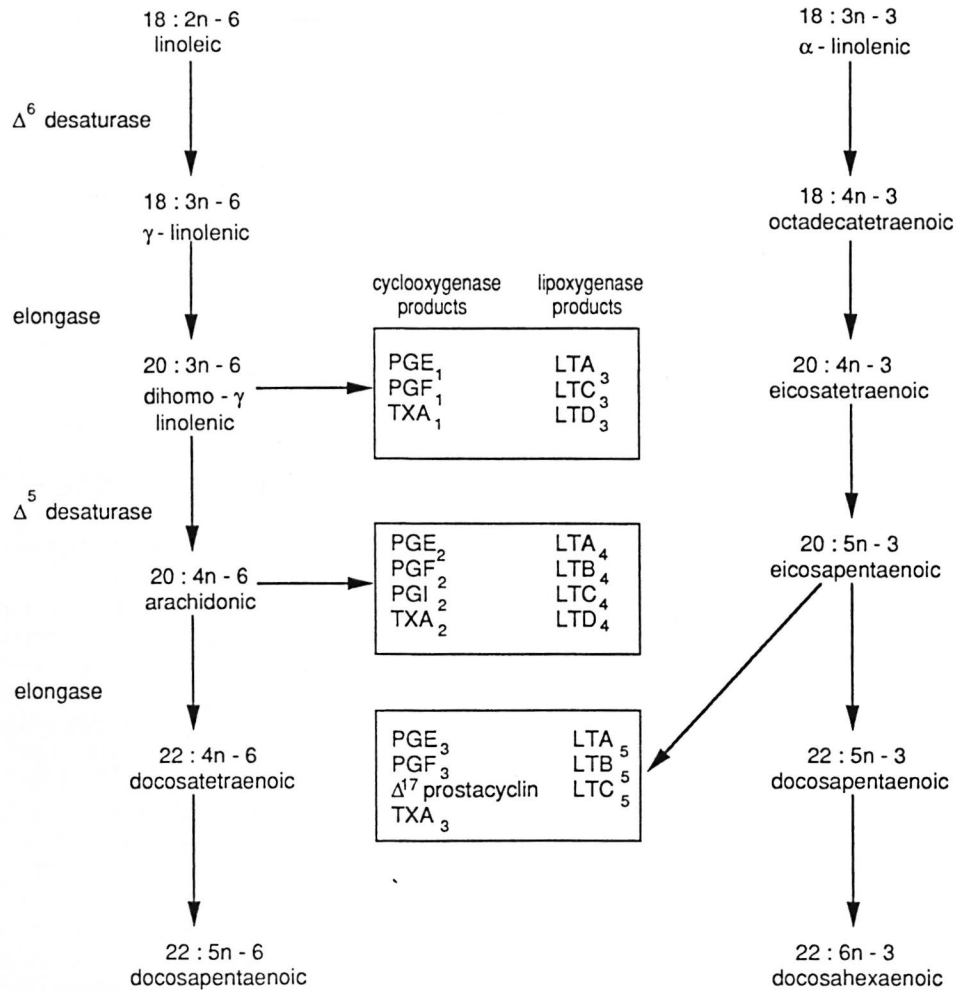 18 : 2n - 6
linoleic
Δ⁶ desaturase
18 : 3n - 6
γ - linolenic
elongase
20 : 3n - 6
dihomo - γ
linolenic
Δ⁵ desaturase
20 : 4n - 6
arachidonic
elongase
22 : 4n - 6
docosatetraenoic
22 : 5n - 6
docosapentaenoic
cyclooxygenase
products
lipoxygenase
products
PGE₁
PGF₁
TXA₁
LTA₃
LTC₃
LTD₃
PGE₂
PGF₂
PGI₂
TXA₂
LTA₄
LTB₄
LTC₄
LTD₄
PGE₃
PGF₃
Δ¹⁷ prostacyclin
TXA₃
LTA₅
LTB₅
LTC₅
18 : 3n - 3
α - linolenic
18 : 4n - 3
octadecatetraenoic
20 : 4n - 3
eicosatetraenoic
20 : 5n - 3
eicosapentaenoic
22 : 5n - 3
docosapentaenoic
22 : 6n - 3
docosahexaenoic